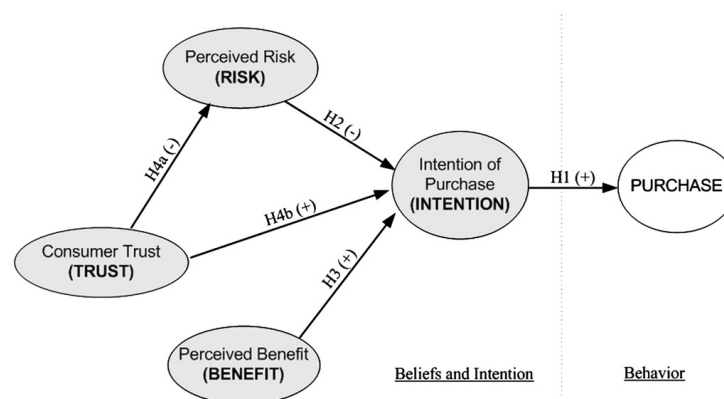 Perceived Risk
(RISK)
H4a (-)
H2 (-)
Intention of
Purchase
(INTENTION)
H1 (+)
PURCHASE
H4b (+)
Consumer Trust
(TRUST)
H3 (+)
Perceived Benefit
(BENEFIT)
Beliefs and Intention
Behavior